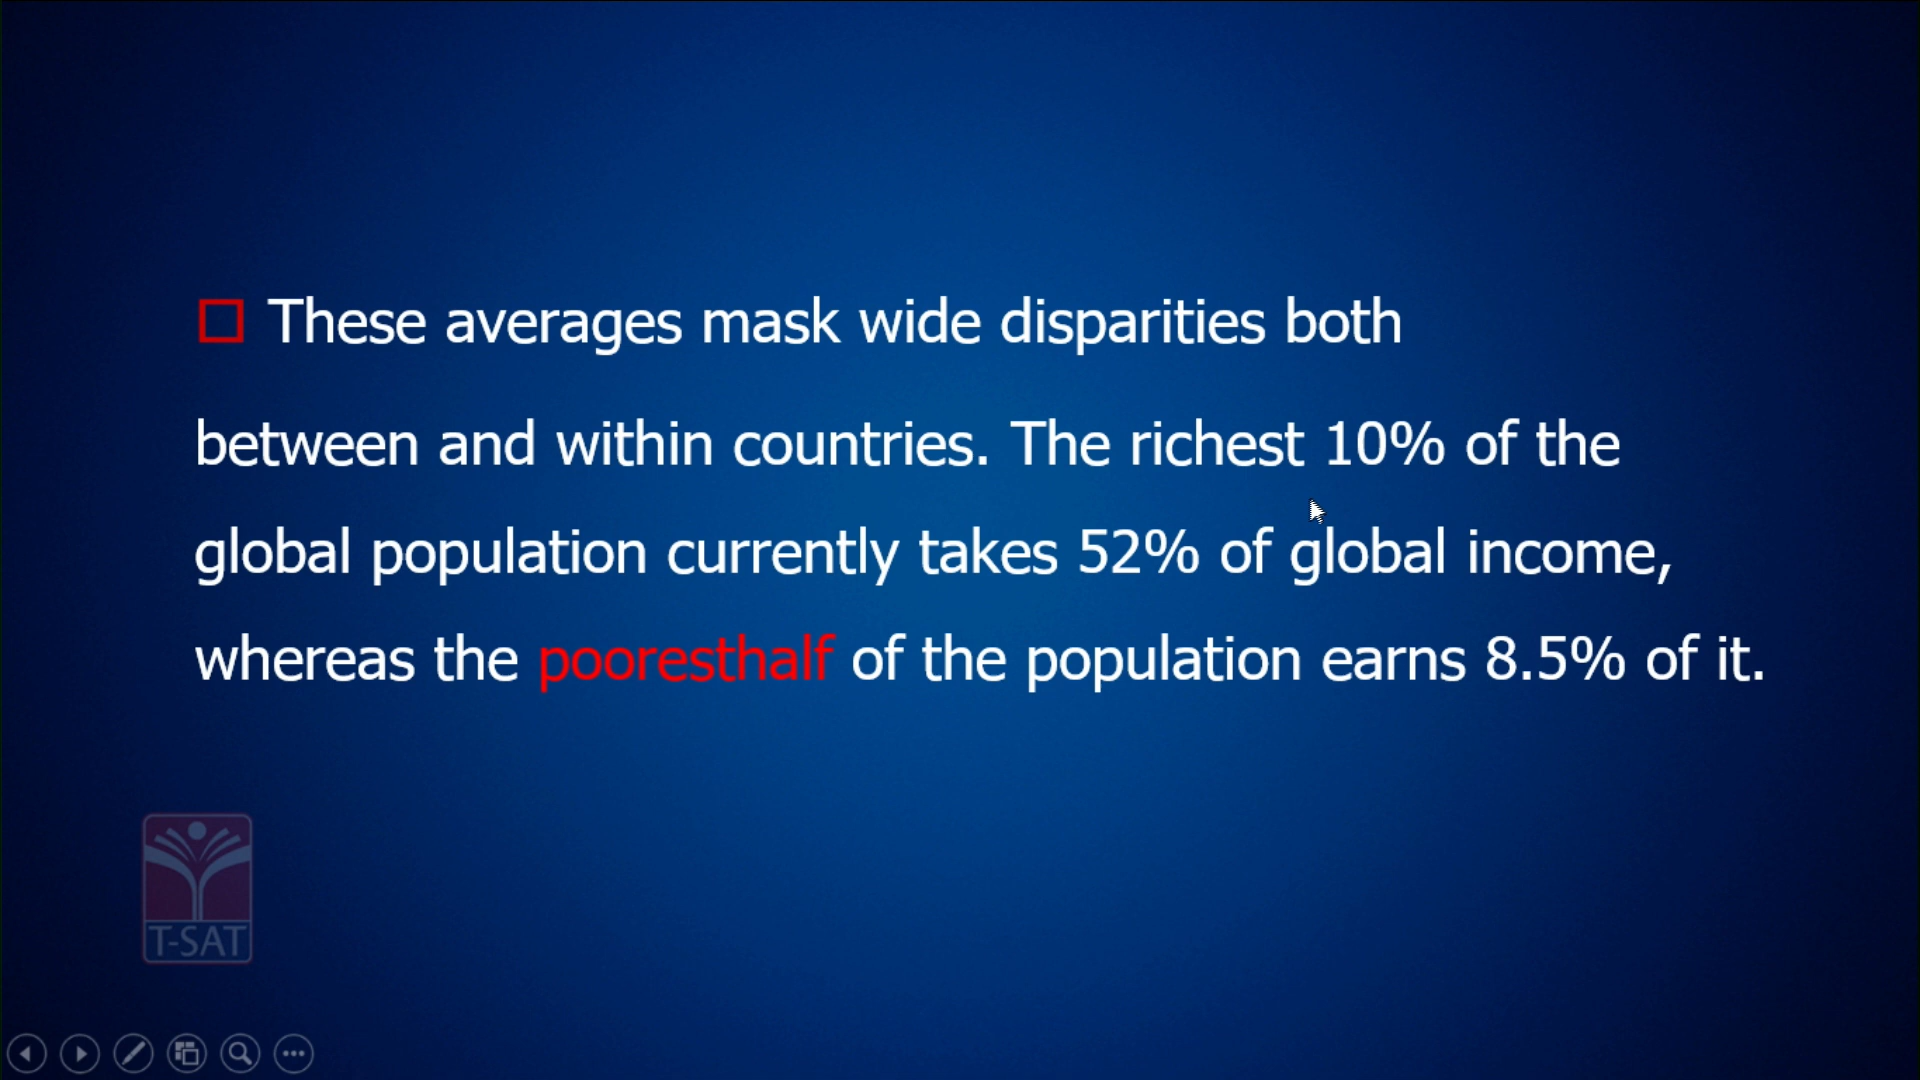 These averages mask wide disparities both
between and within countries. The richest 10% of the
global population currently takes 52% of global income,
whereas the pooresthalf of the population earns 8.5% of it.
T-SAT